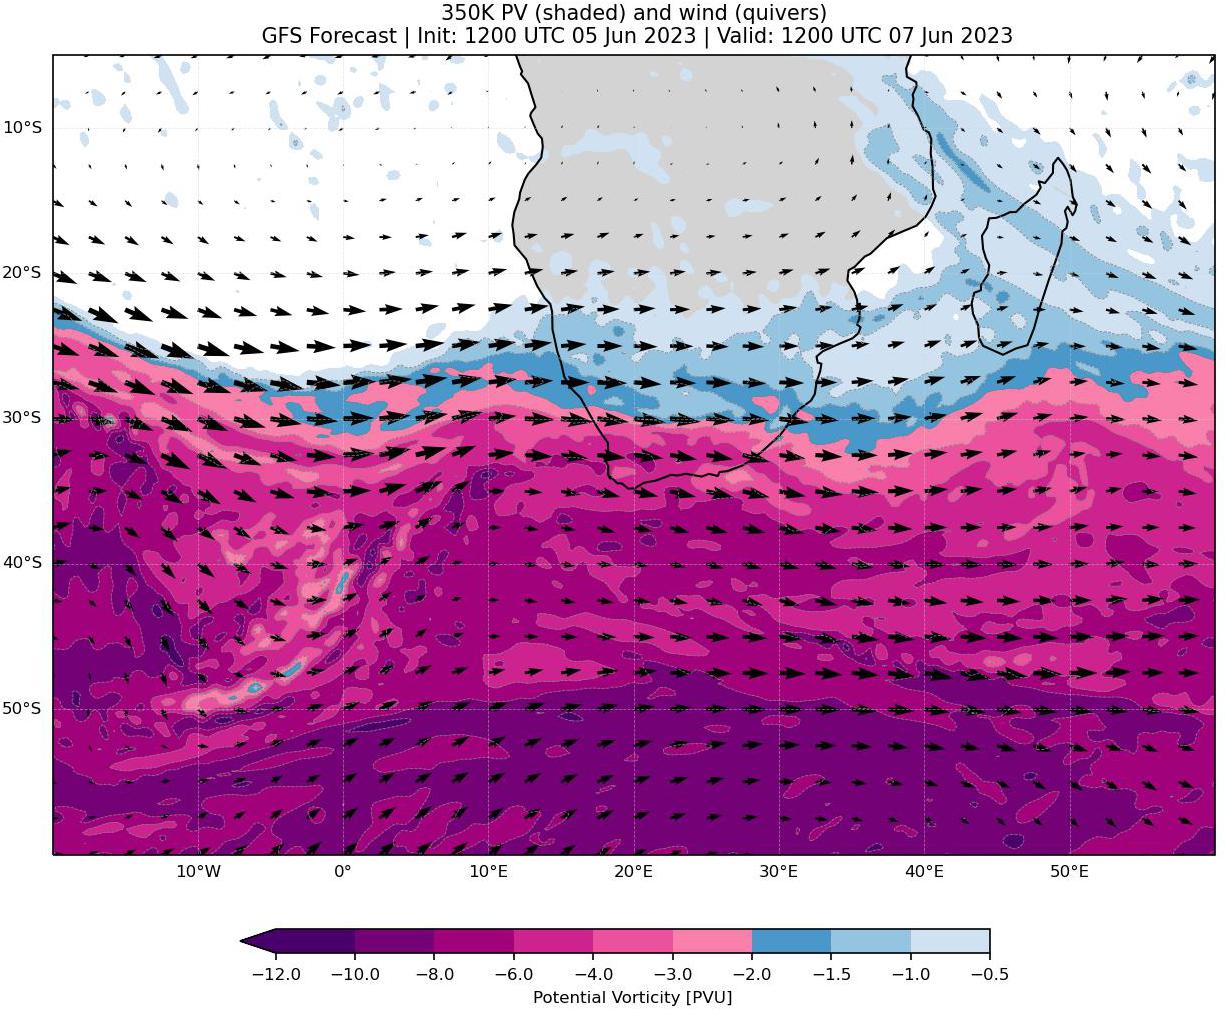 350K PV (shaded) and wind (quivers)
GFS Forecast | Init: 1200 UTC 05 Jun 2023 | Valid: 1200 UTC 07 Jun 2023
10°S
20°S
30°S
40°S
50°S
10°W 0° 10°E 20°E 30°E 40°E 50°E
−12.0 −10.0 −8.0 −6.0 −4.0 −3.0 −2.0 −1.5 −1.0 −0.5
Potential Vorticity [PVU]